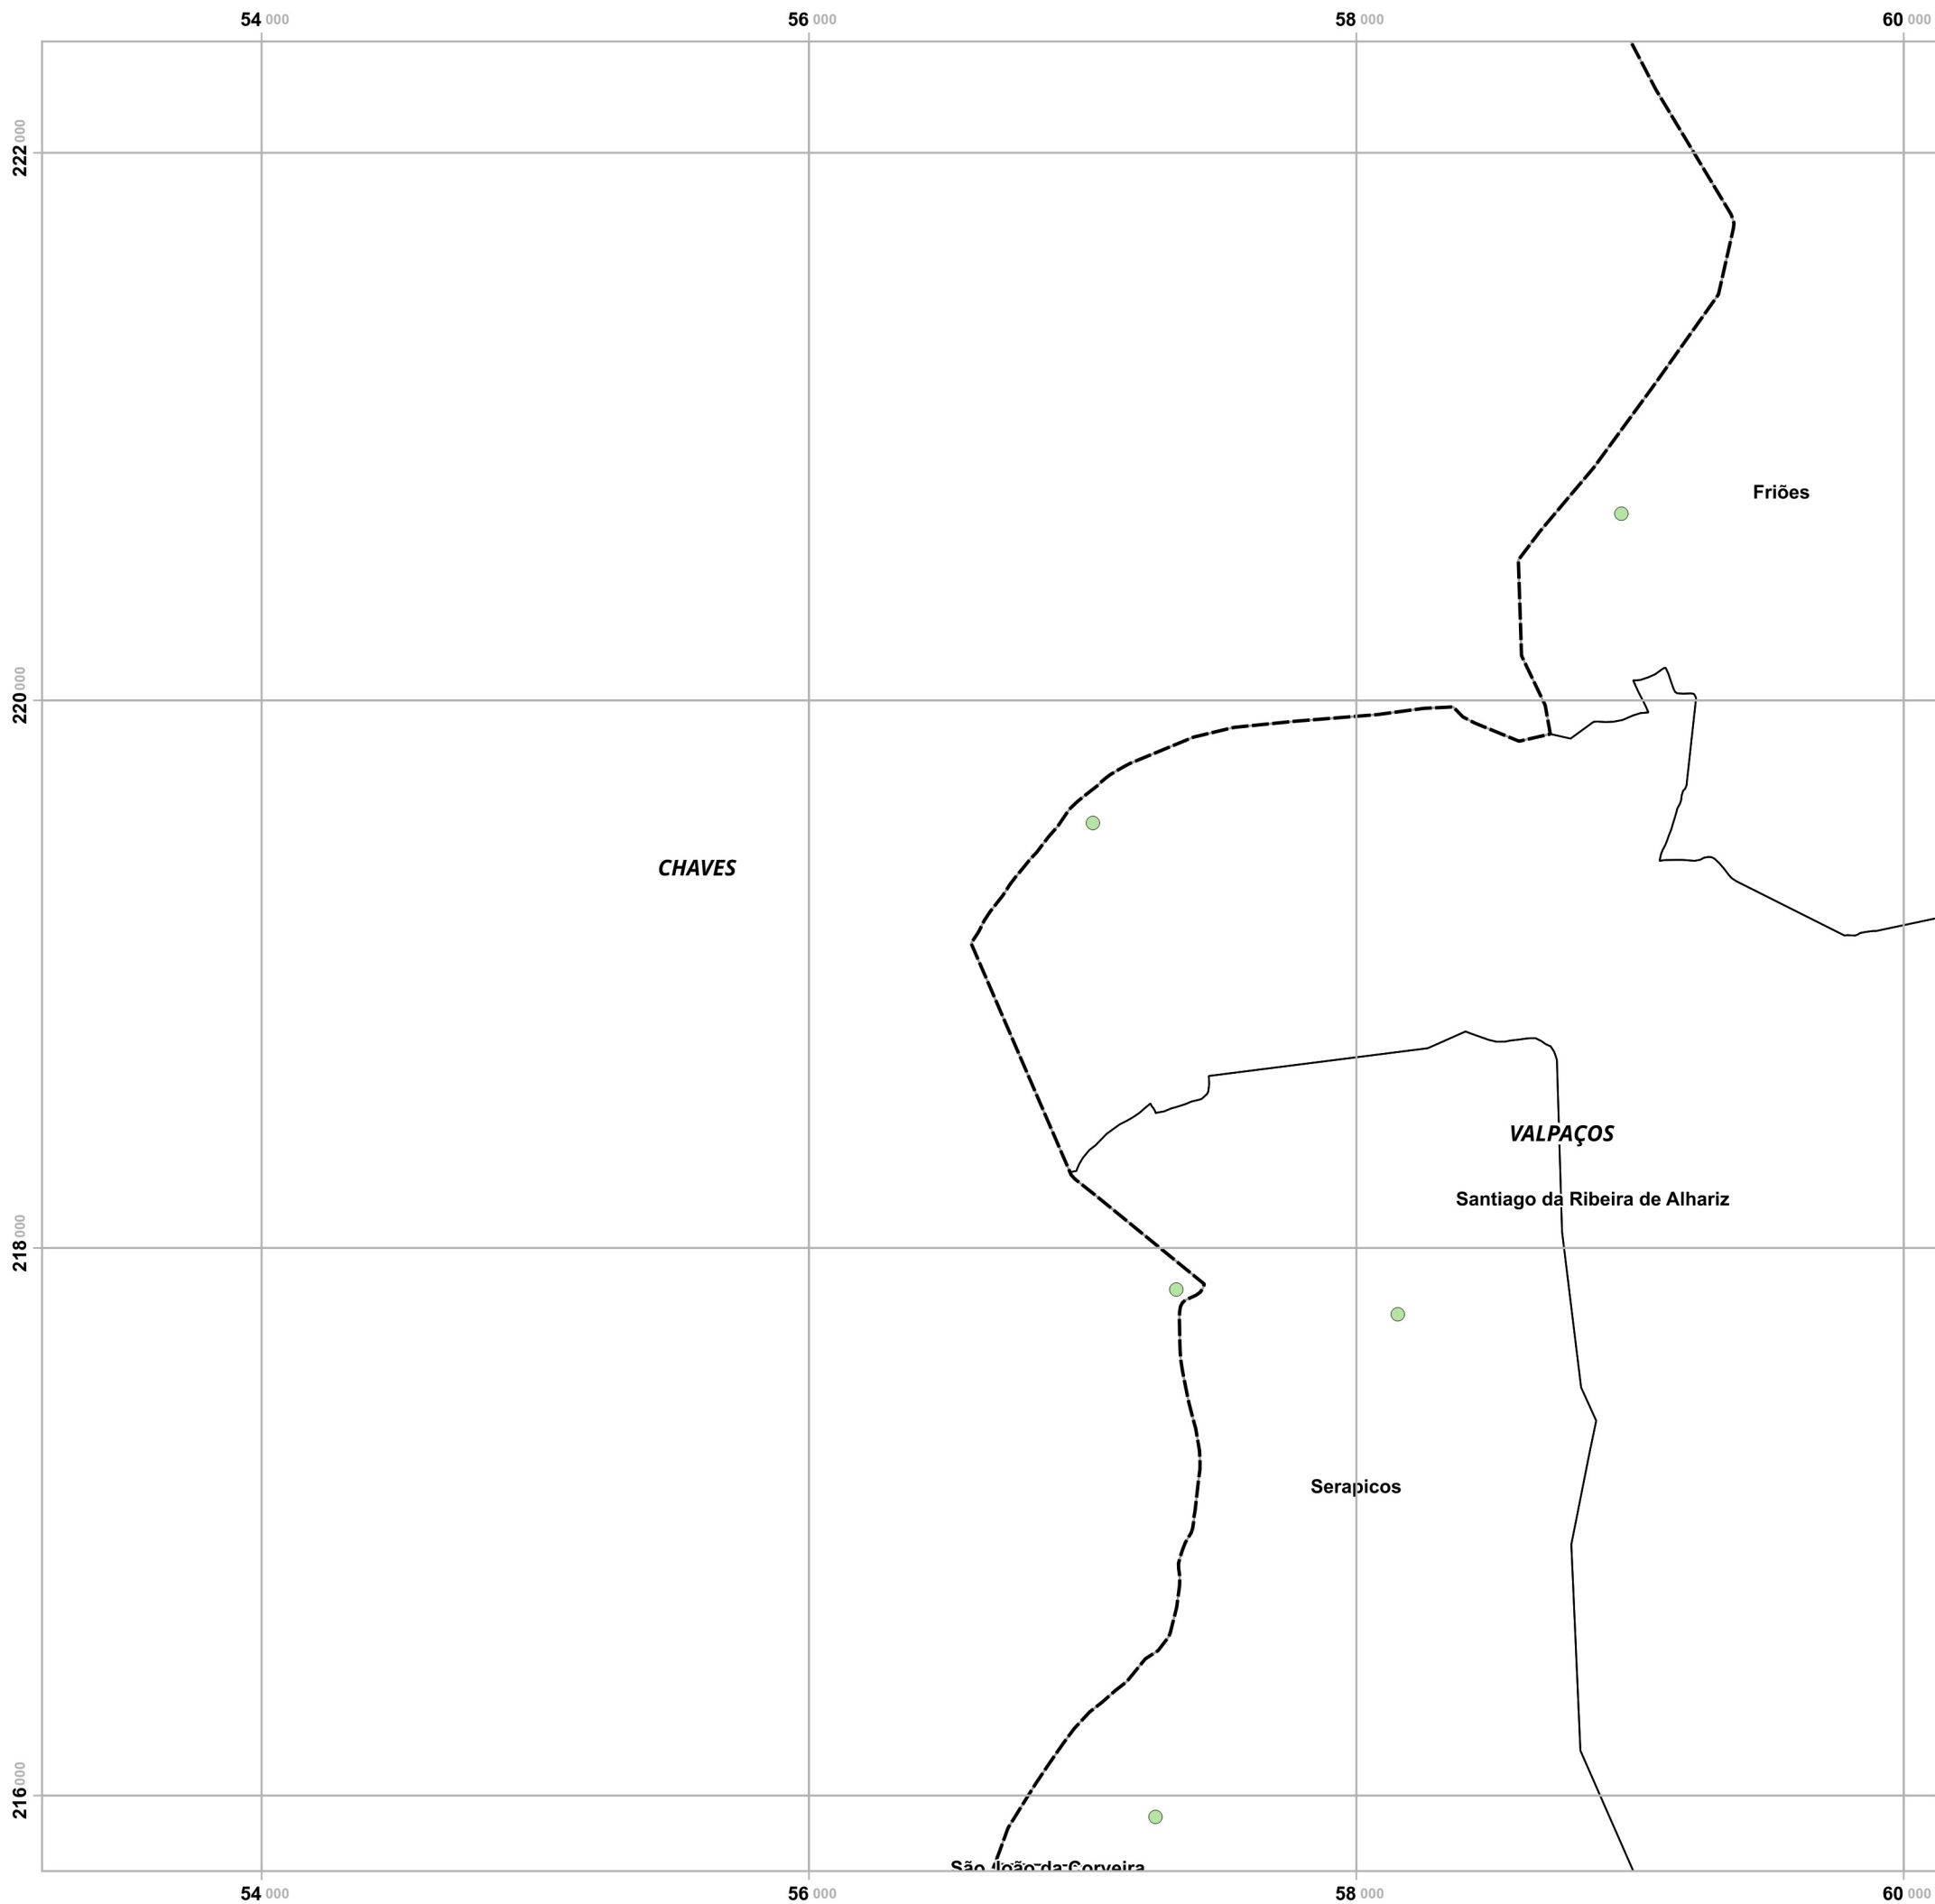 54 000 56 000 58 000 60 000
222 000
Friões
220 000
CHAVES
VALPAÇOS
Santiago da Ribeira de Alhariz
218 000
Serapicos
216 000
São João da Corveira
54 000 56 000 58 000 60 000